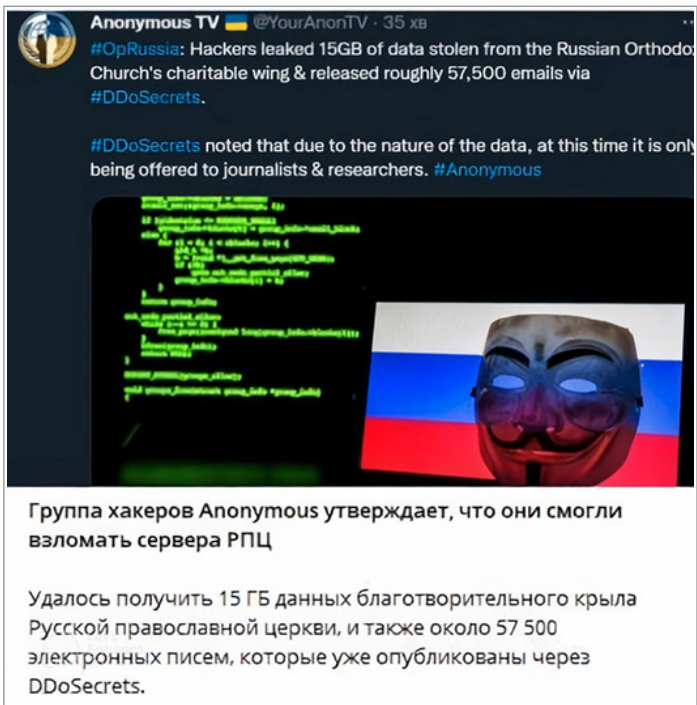 Anonymous TV 🇺🇦 @YourAnonTV · 35 хв
#OpRussia: Hackers leaked 15GB of data stolen from the Russian Orthodox
Church's charitable wing & released roughly 57,500 emails via
#DDoSecrets.
#DDoSecrets noted that due to the nature of the data, at this time it is only
being offered to journalists & researchers. #Anonymous
Группа хакеров Anonymous утверждает, что они смогли
взломать сервера РПЦ
Удалось получить 15 ГБ данных благотворительного крыла
Русской православной церкви, и также около 57 500
электронных писем, которые уже опубликованы через
DDoSecrets.